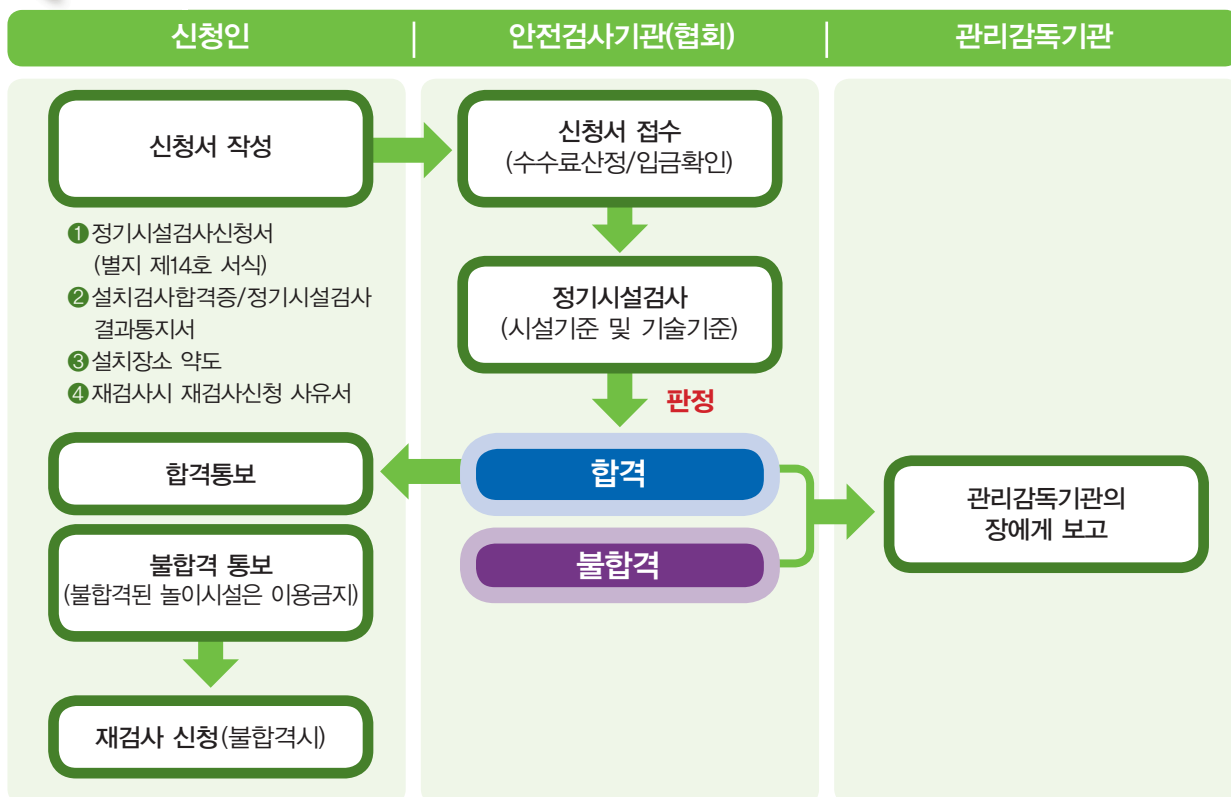 신청인
안전검사기관(협회)
관리감독기관
신청서 작성
신청서 접수
(수수료산정/입금확인)
❶정기시설검사신청서
(별지 제14호 서식)
❷설치검사합격증/정기시설검사
결과통지서
❸설치장소 약도
❹재검사시 재검사신청 사유서
정기시설검사
(시설기준 및 기술기준)
판정
합격통보
합격
불합격 통보
(불합격된 놀이시설은 이용금지)
불합격
관리감독기관의
장에게 보고
재검사 신청(불합격시)